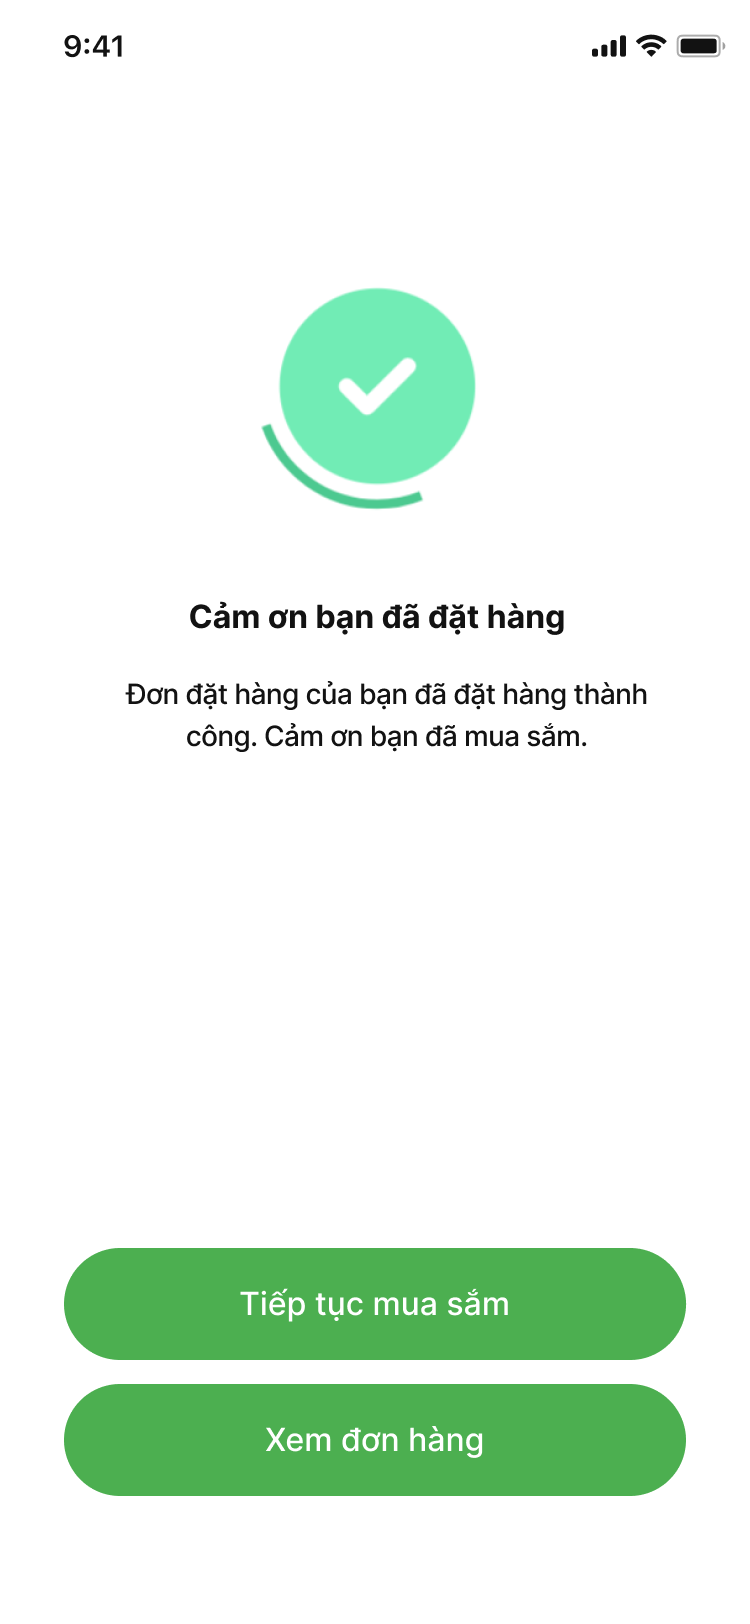 9:41
Cảm ơn bạn đã đặt hàng
Đơn đặt hàng của bạn đã đặt hàng thành
công. Cảm ơn bạn đã mua sắm.
Tiếp tục mua sắm
Xem đơn hàng